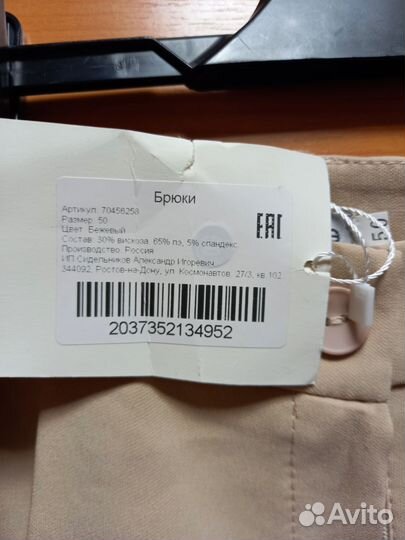 Брюки
Артикул: 70456258
Размер: 50
Цвет: Бежевый
Состав: 30% вискоза, 65% пэ, 5% спандекс
Производство: Россия
ИП Сидельников Александр Игоревич
344092, Ростов-на-Дону, ул. Космонавтов, 27/3, кв.102
EAC
2037352134952
50
Avito